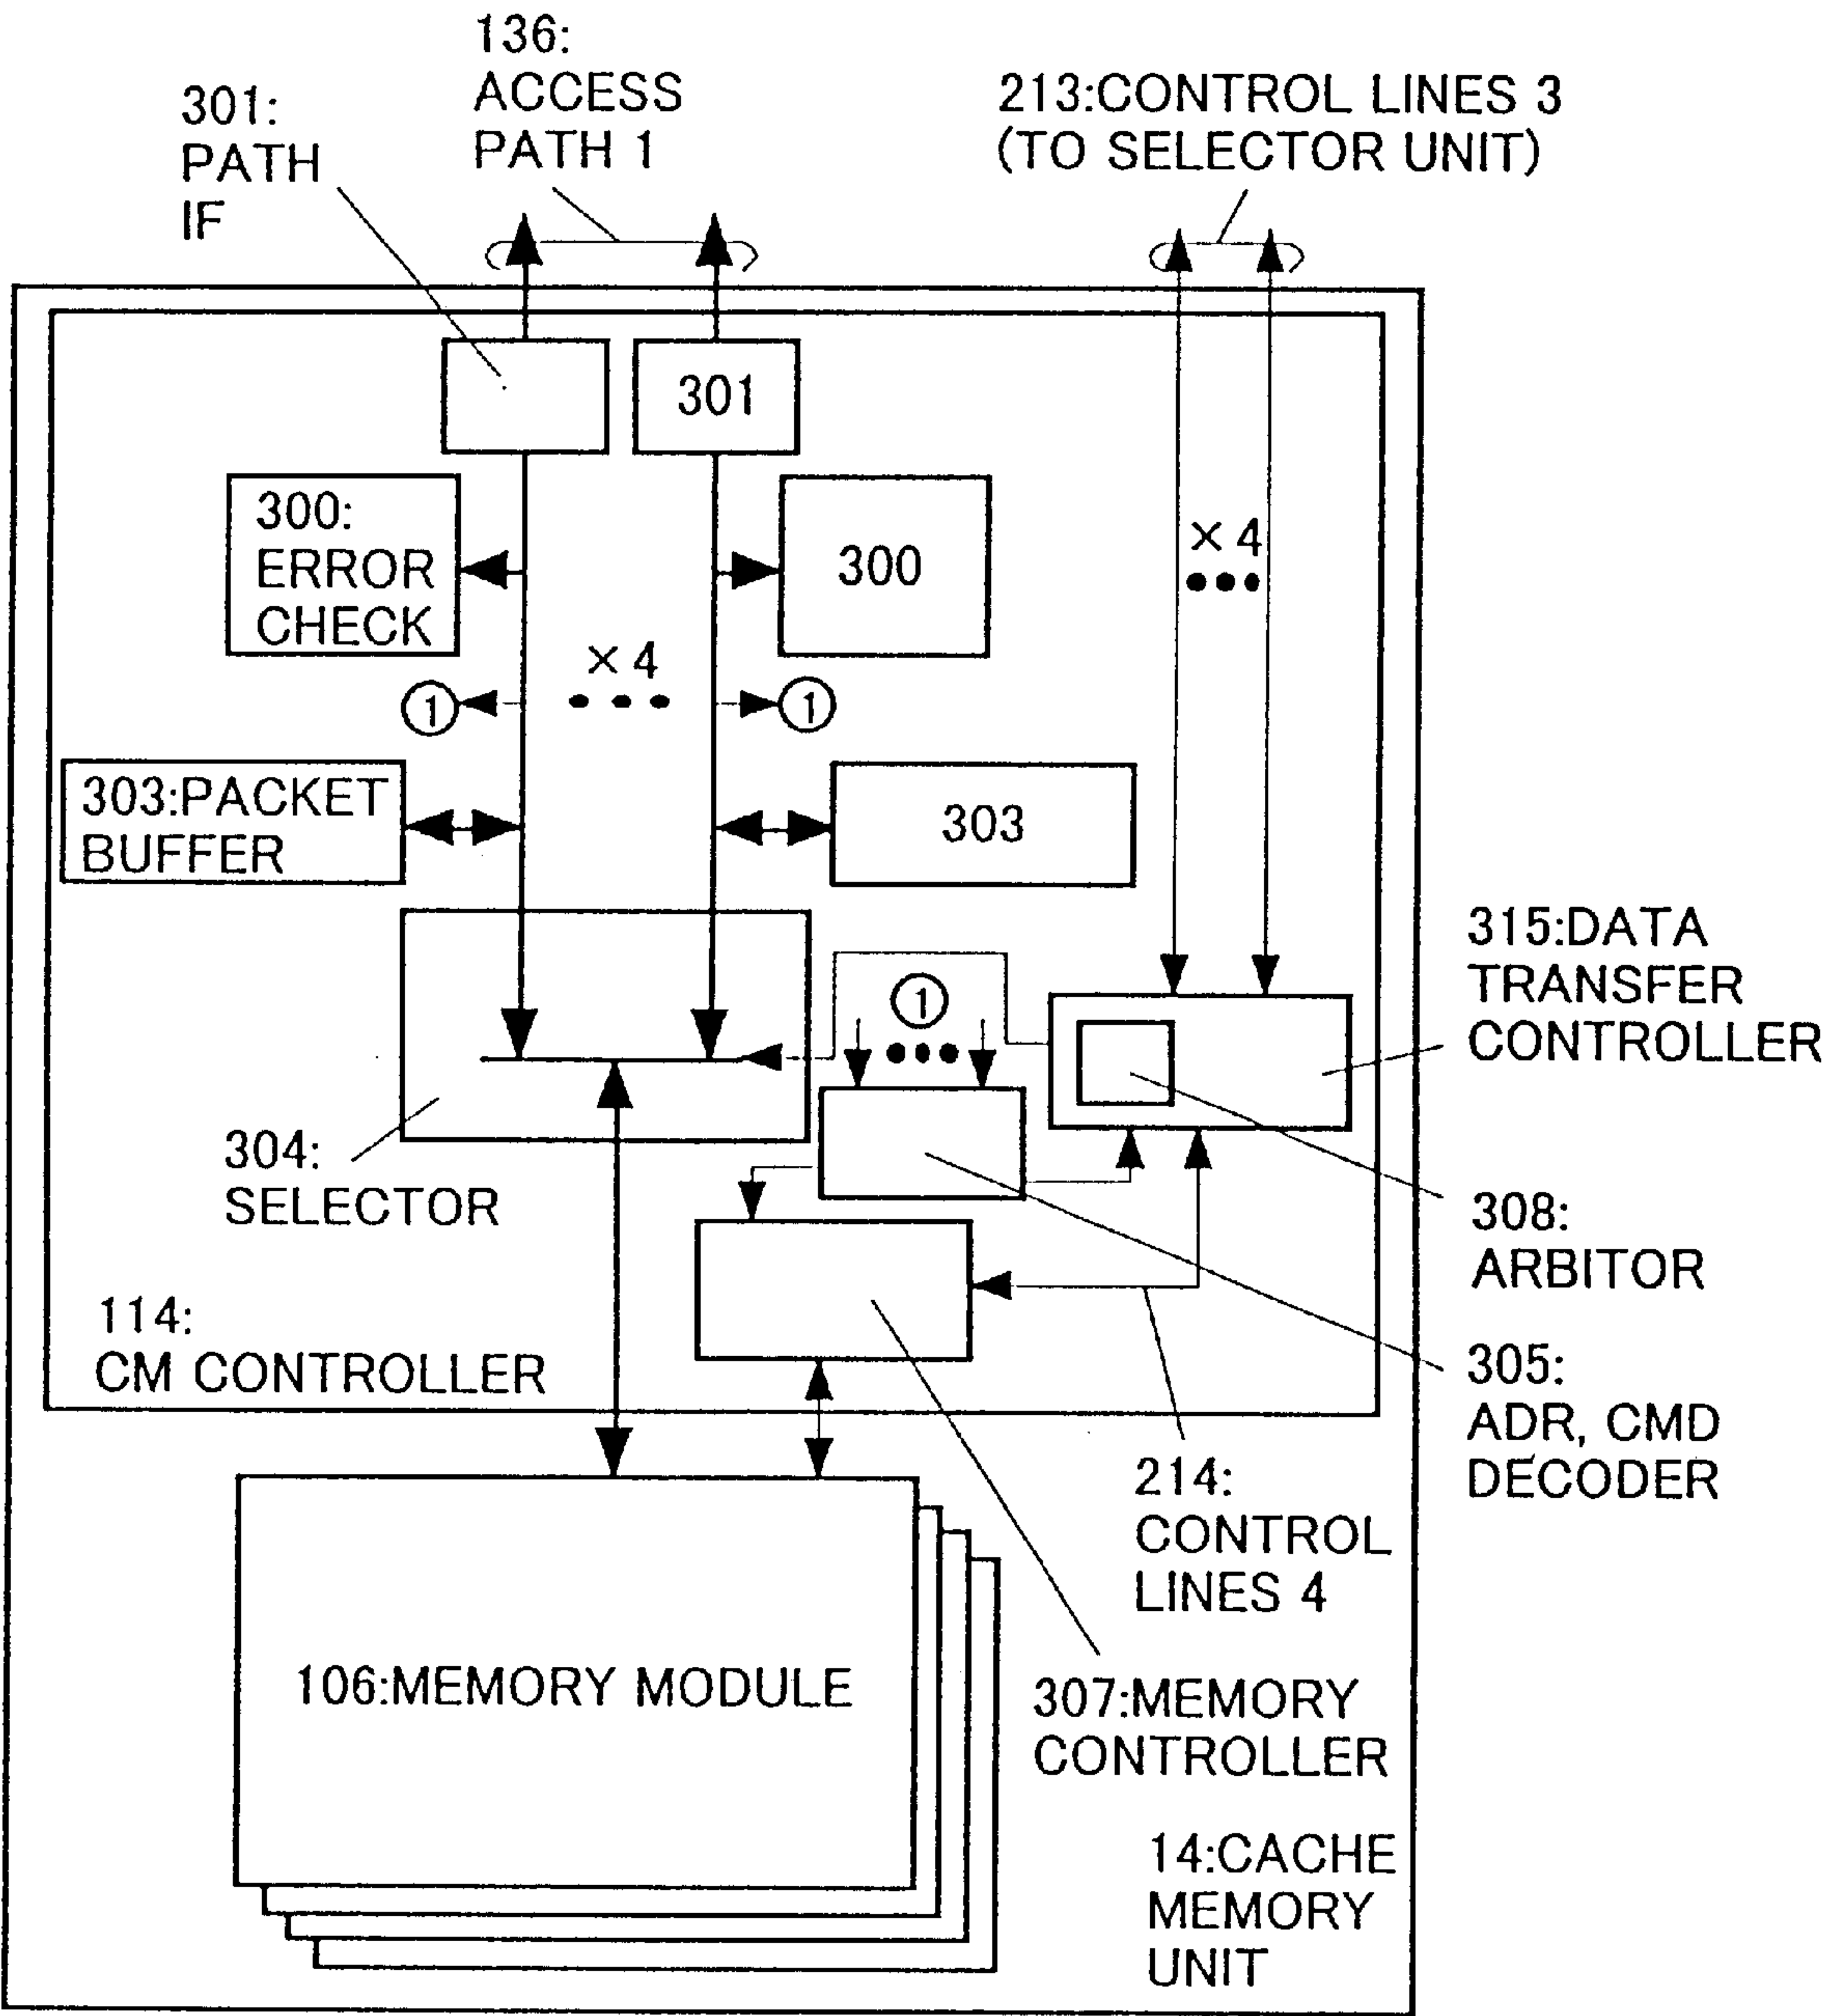 136:
ACCESS
PATH 1
301:
PATH
IF
213:CONTROL LINES 3
(TO SELECTOR UNIT)
301
300:
ERROR
CHECK
300
×4
×4
1
1
303:PACKET
BUFFER
303
315:DATA
TRANSFER
CONTROLLER
1
304:
SELECTOR
308:
ARBITOR
114:
CM CONTROLLER
305:
ADR, CMD
DECODER
214:
CONTROL
LINES 4
106:MEMORY MODULE
307:MEMORY
CONTROLLER
14:CACHE
MEMORY
UNIT